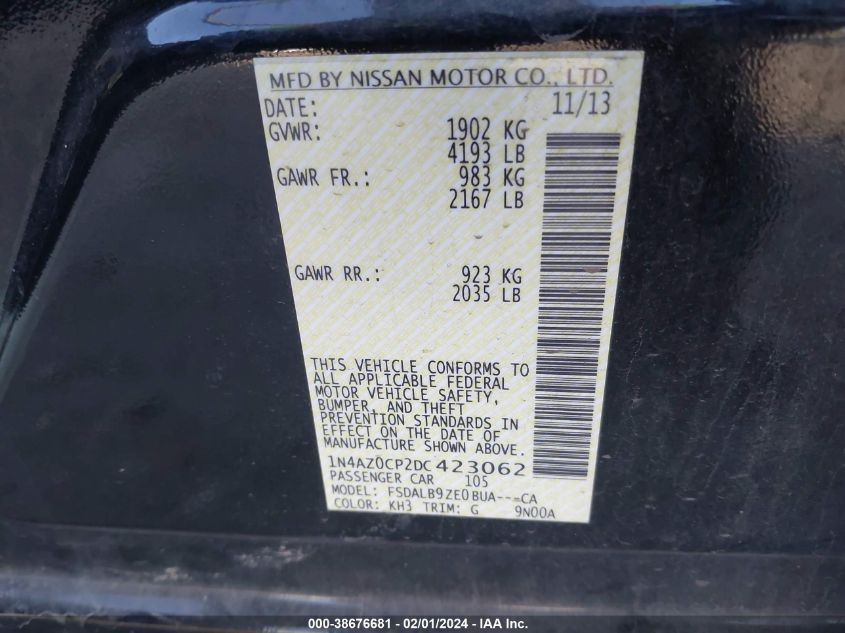 MFD BY NISSAN MOTOR CO., LTD.
DATE: 11/13
GVWR: 1902 KG
4193 LB
GAWR FR.: 983 KG
2167 LB
GAWR RR.: 923 KG
2035 LB
THIS VEHICLE CONFORMS TO
ALL APPLICABLE FEDERAL
MOTOR VEHICLE SAFETY,
BUMPER, AND THEFT
PREVENTION STANDARDS IN
EFFECT ON THE DATE OF
MANUFACTURE SHOWN ABOVE.
1N4AZ0CP2DC423062
PASSENGER CAR 105
MODEL: FSDALB9ZE0BUA---CA
COLOR: KH3 TRIM: G 9N00A
000-38676681 - 02/01/2024 - IAA Inc.